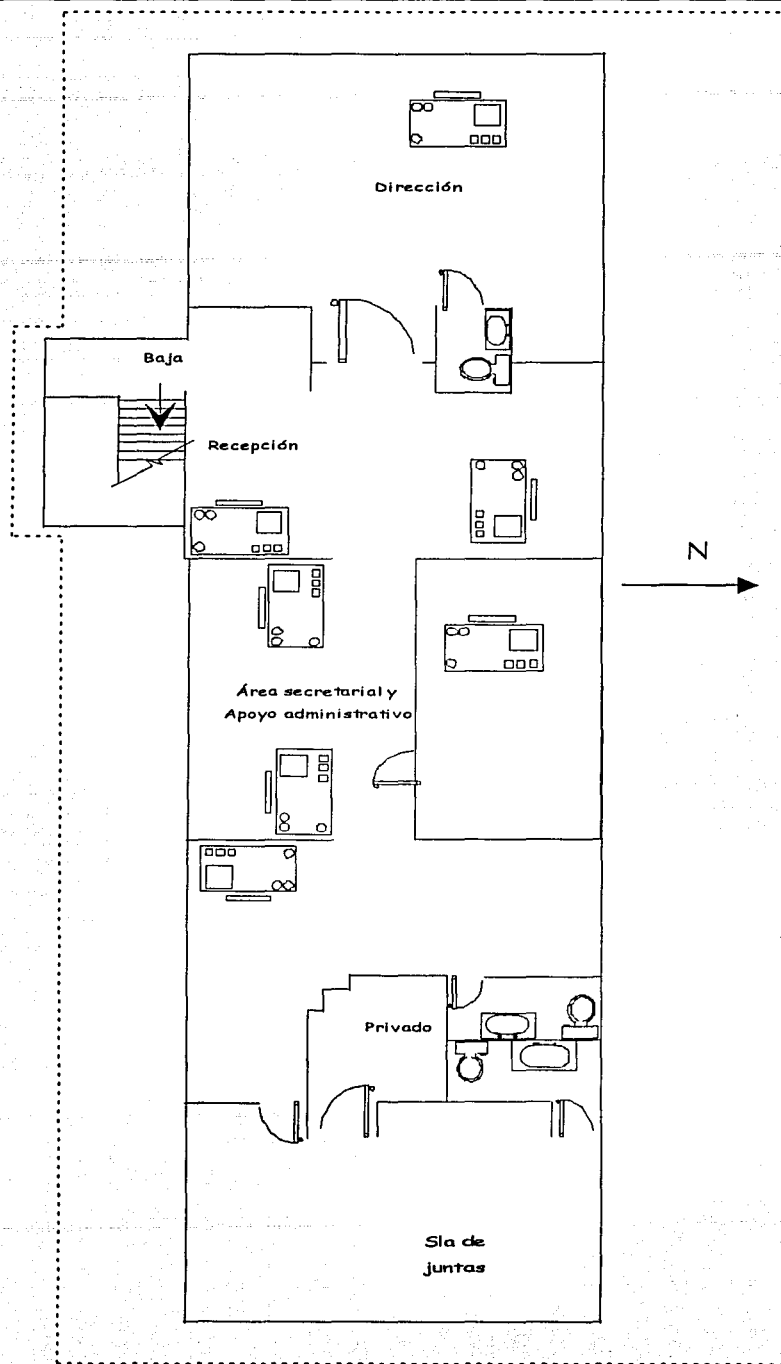 Dirección
Baja
Recepción
N
Área secretarial y
Apoyo administrativo
Privado
Sla de
juntas